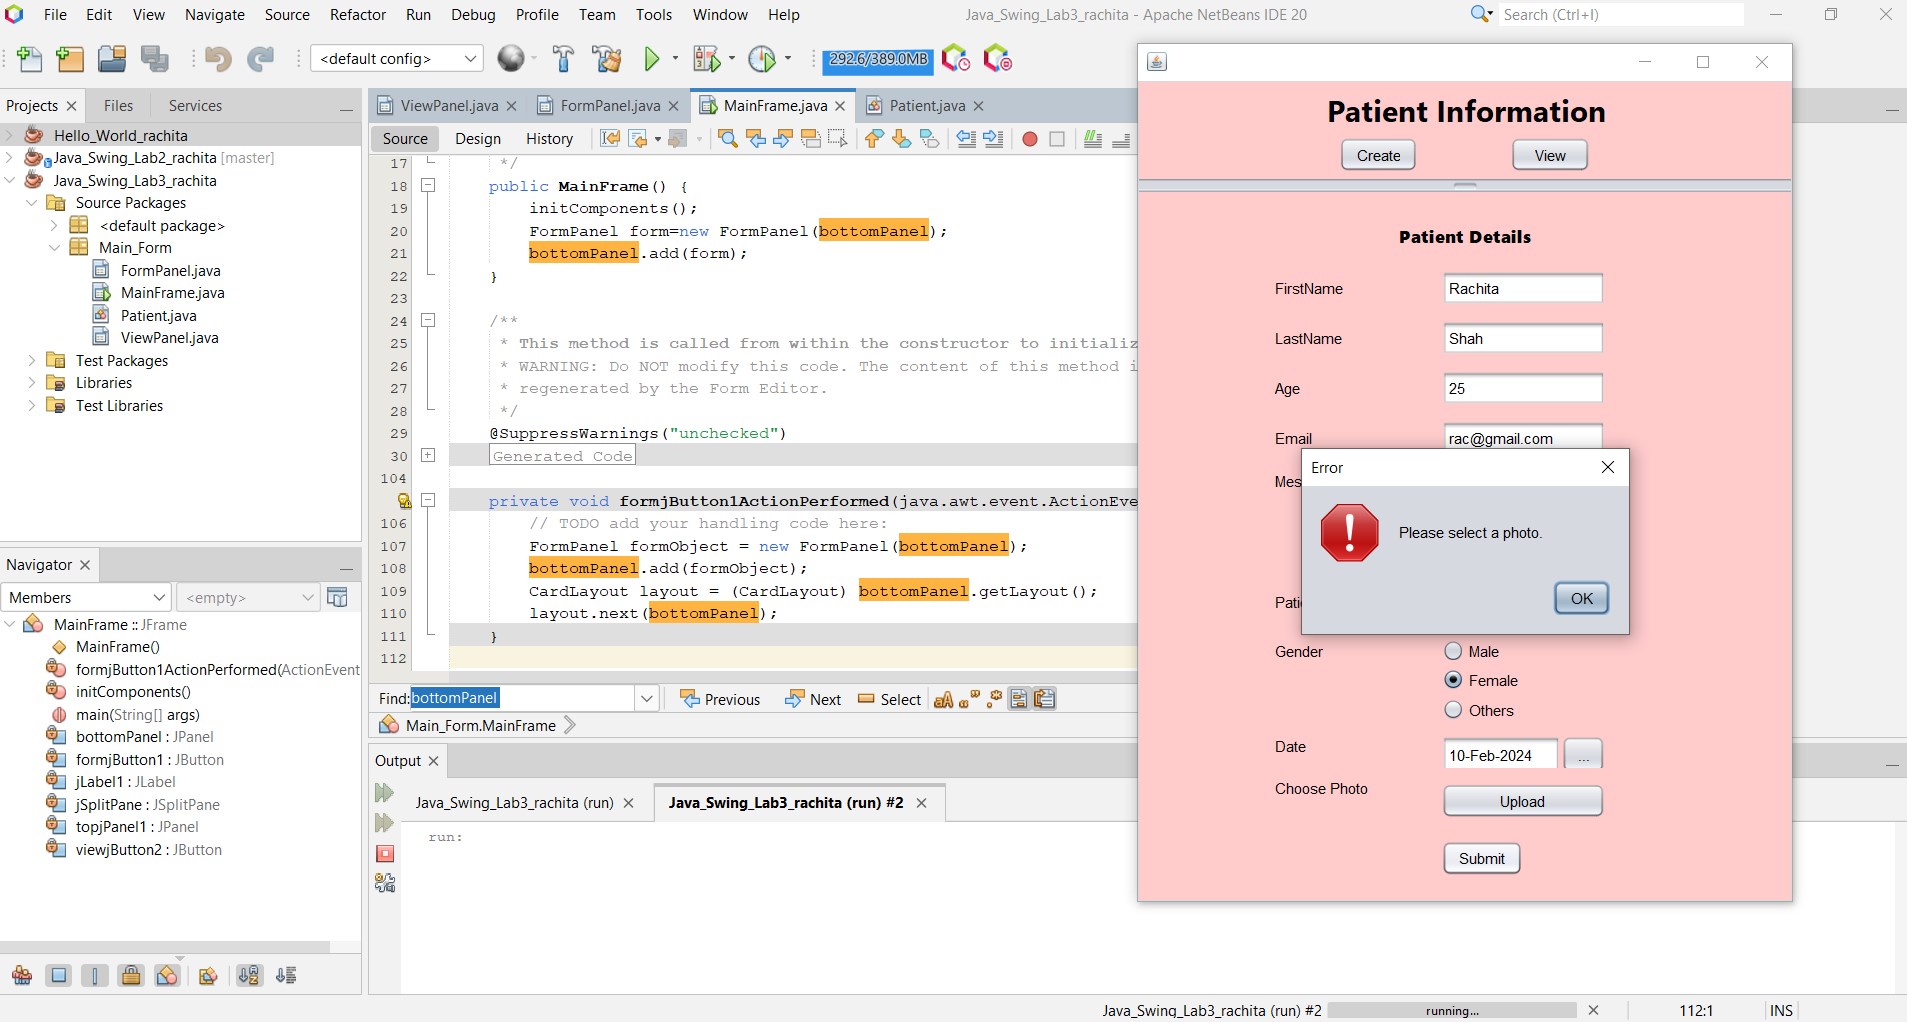 File Edit View Navigate Source Refactor Run Debug Profile Team Tools Window Help
Java_Swing_Lab3_rachita - Apache NetBeans IDE 20
Search (Ctrl+I)
<default config>
292.6/389.0MB
Projects Files Services
Hello_World_rachita
Java_Swing_Lab2_rachita [master]
Java_Swing_Lab3_rachita
Source Packages
<default package>
Main_Form
FormPanel.java
MainFrame.java
Patient.java
ViewPanel.java
Test Packages
Libraries
Test Libraries
Navigator
Members
<empty>
MainFrame :: JFrame
MainFrame()
formjButton1ActionPerformed(ActionEvent
initComponents()
main(String[] args)
bottomPanel : JPanel
formjButton1 : JButton
jLabel1 : JLabel
jSplitPane : JSplitPane
topjPanel1 : JPanel
viewjButton2 : JButton
ViewPanel.java FormPanel.java MainFrame.java Patient.java
Source Design History
17 */
18 public MainFrame() {
19 initComponents();
20 FormPanel form=new FormPanel(bottomPanel);
21 bottomPanel.add(form);
22 }
23
24 /**
25 * This method is called from within the constructor to initializ
26 * WARNING: Do NOT modify this code. The content of this method i
27 * regenerated by the Form Editor.
28 */
29 @SuppressWarnings("unchecked")
30 Generated Code
104
private void formjButton1ActionPerformed(java.awt.event.ActionEve
106 // TODO add your handling code here:
107 FormPanel formObject = new FormPanel(bottomPanel);
108 bottomPanel.add(formObject);
109 CardLayout layout = (CardLayout) bottomPanel.getLayout();
110 layout.next(bottomPanel);
111 }
112
Find: bottomPanel
Previous Next Select
Main_Form.MainFrame
Output
Java_Swing_Lab3_rachita (run) Java_Swing_Lab3_rachita (run) #2
run:
Patient Information
Create View
Patient Details
FirstName Rachita
LastName Shah
Age 25
Email rac@gmail.com
Mes
Error
Please select a photo.
OK
Pati
Gender Male
Female
Others
Date 10-Feb-2024 ...
Choose Photo Upload
Submit
Java_Swing_Lab3_rachita (run) #2 running... 112:1 INS